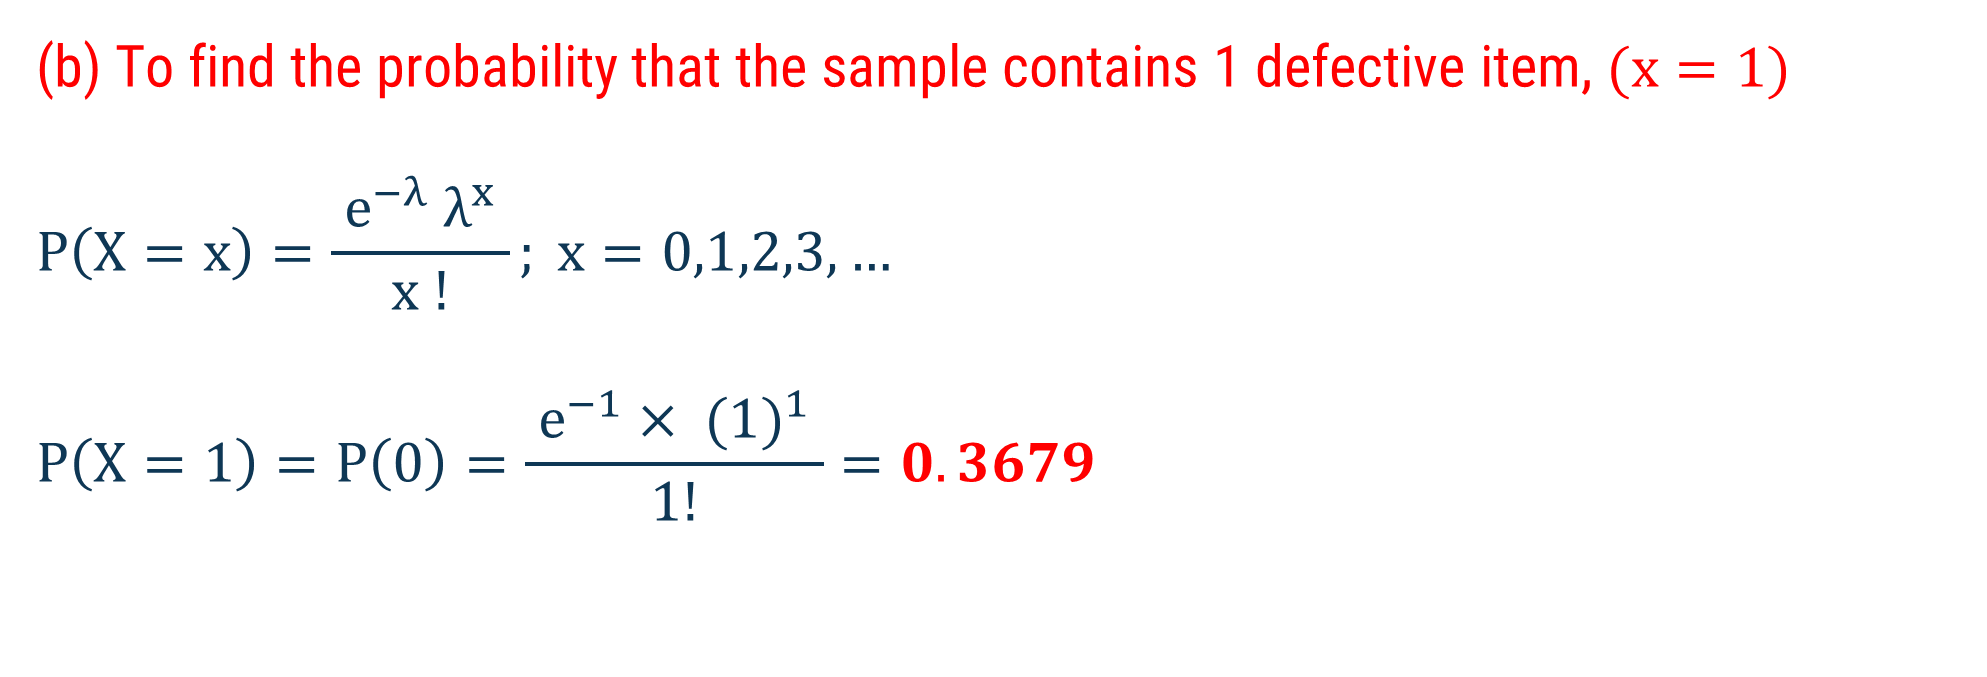 (b) To find the probability that the sample contains 1 defective item, (x = 1)
P(X = x) = e^{−λ} λ^x / x ! ; x = 0,1,2,3, …
P(X = 1) = P(0) = e^{−1} × (1)^1 / 1! = 0.3679